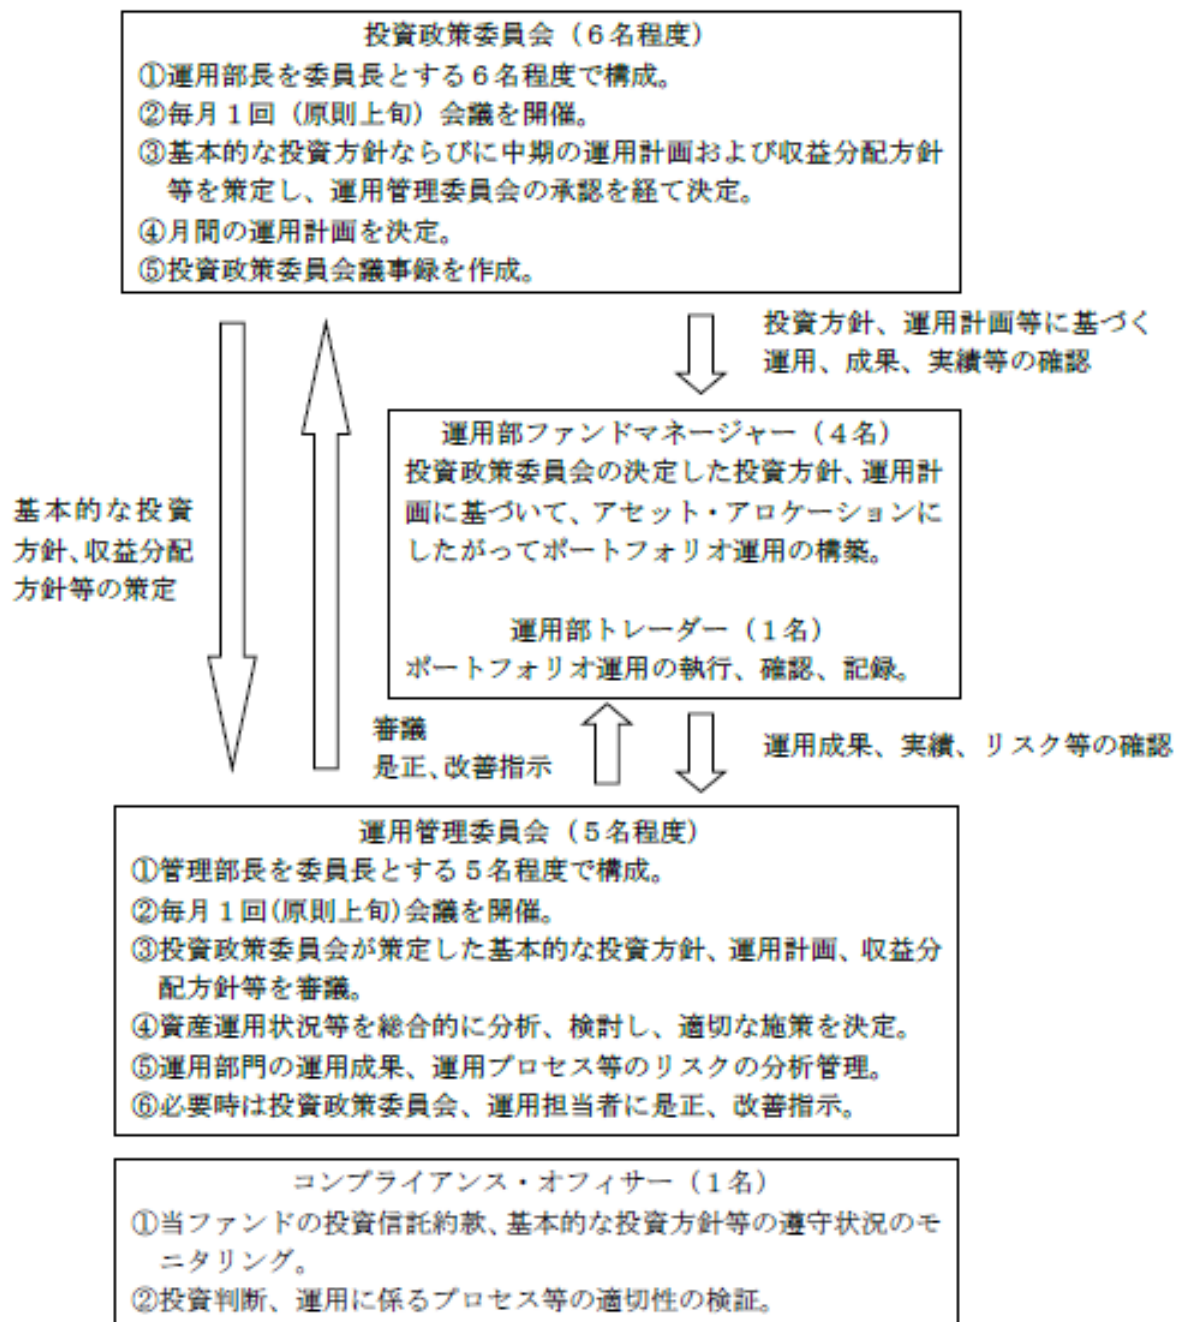 投資政策委員会（６名程度）
①運用部長を委員長とする６名程度で構成。
②毎月１回（原則上旬）会議を開催。
③基本的な投資方針ならびに中期の運用計画および収益分配方針
等を策定し、運用管理委員会の承認を経て決定。
④月間の運用計画を決定。
⑤投資政策委員会議事録を作成。
投資方針、運用計画等に基づく
運用、成果、実績等の確認
運用部ファンドマネージャー（４名）
投資政策委員会の決定した投資方針、運用計
画に基づいて、アセット・アロケーションに
したがってポートフォリオ運用の構築。
運用部トレーダー（１名）
ポートフォリオ運用の執行、確認、記録。
基本的な投資
方針、収益分配
方針等の策定
審議
是正、改善指示
運用成果、実績、リスク等の確認
運用管理委員会（５名程度）
①管理部長を委員長とする５名程度で構成。
②毎月１回(原則上旬)会議を開催。
③投資政策委員会が策定した基本的な投資方針、運用計画、収益分
配方針等を審議。
④資産運用状況等を総合的に分析、検討し、適切な施策を決定。
⑤運用部門の運用成果、運用プロセス等のリスクの分析管理。
⑥必要時は投資政策委員会、運用担当者に是正、改善指示。
コンプライアンス・オフィサー（１名）
①当ファンドの投資信託約款、基本的な投資方針等の遵守状況のモ
ニタリング。
②投資判断、運用に係るプロセス等の適切性の検証。